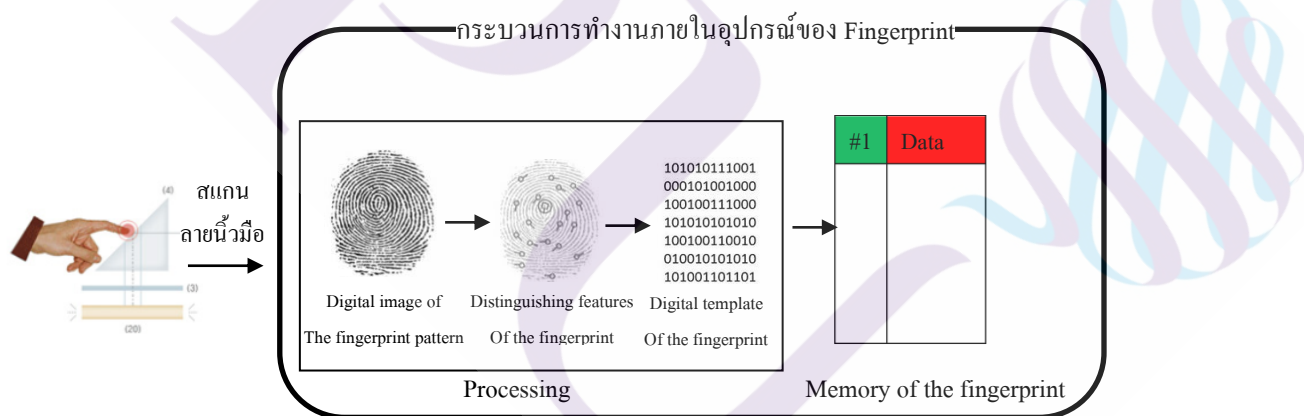 กระบวนการทำงานภายในอุปกรณ์ของ Fingerprint
สแกน
ลายนิ้วมือ
(4)
(3)
(20)
101010111001
000101001000
100100111000
101010101010
100100110010
010010101010
101001101101
Digital image of
The fingerprint pattern
Distinguishing features
Of the fingerprint
Digital template
Of the fingerprint
Processing
#1 Data
Memory of the fingerprint